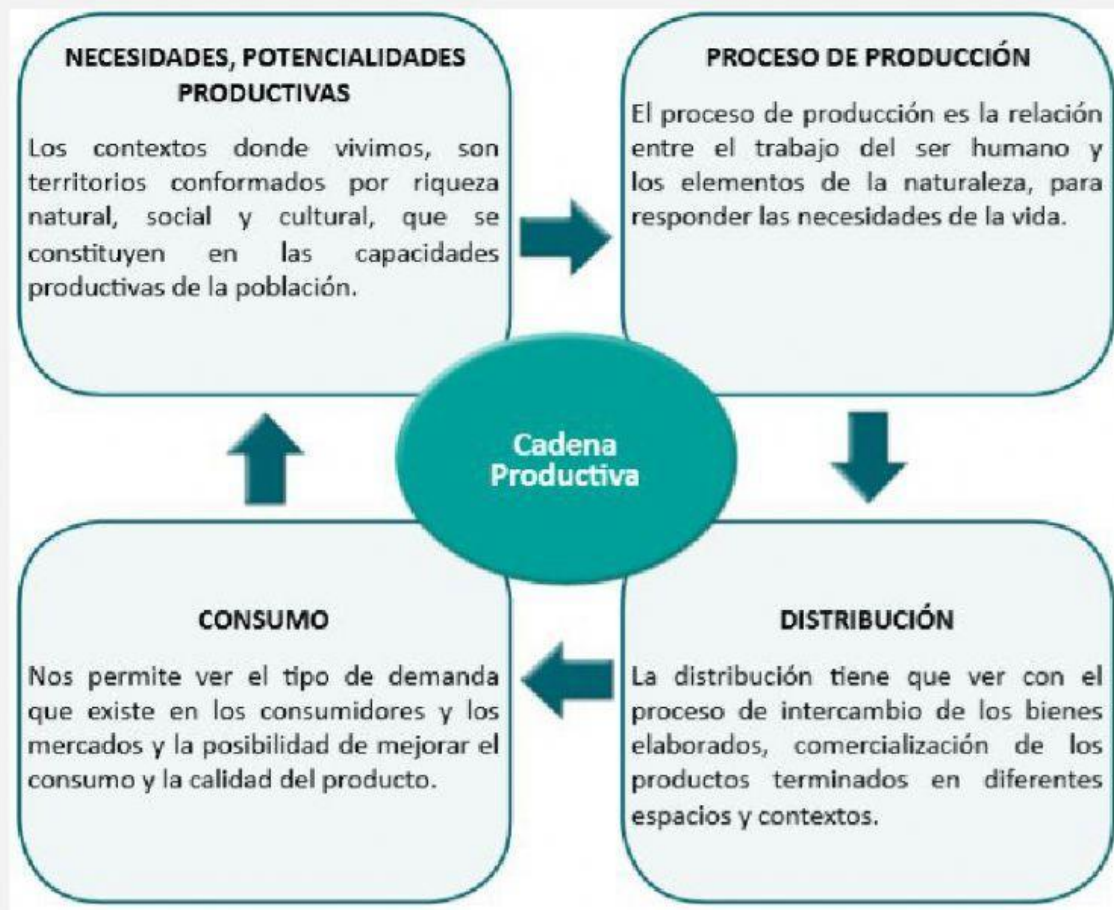 NECESIDADES, POTENCIALIDADES
PRODUCTIVAS
Los contextos donde vivimos, son
territorios conformados por riqueza
natural, social y cultural, que se
constituyen en las capacidades
productivas de la población.
PROCESO DE PRODUCCIÓN
El proceso de producción es la relación
entre el trabajo del ser humano y
los elementos de la naturaleza, para
responder las necesidades de la vida.
Cadena
Productiva
CONSUMO
Nos permite ver el tipo de demanda
que existe en los consumidores y los
mercados y la posibilidad de mejorar el
consumo y la calidad del producto.
DISTRIBUCIÓN
La distribución tiene que ver con el
proceso de intercambio de los bienes
elaborados, comercialización de los
productos terminados en diferentes
espacios y contextos.